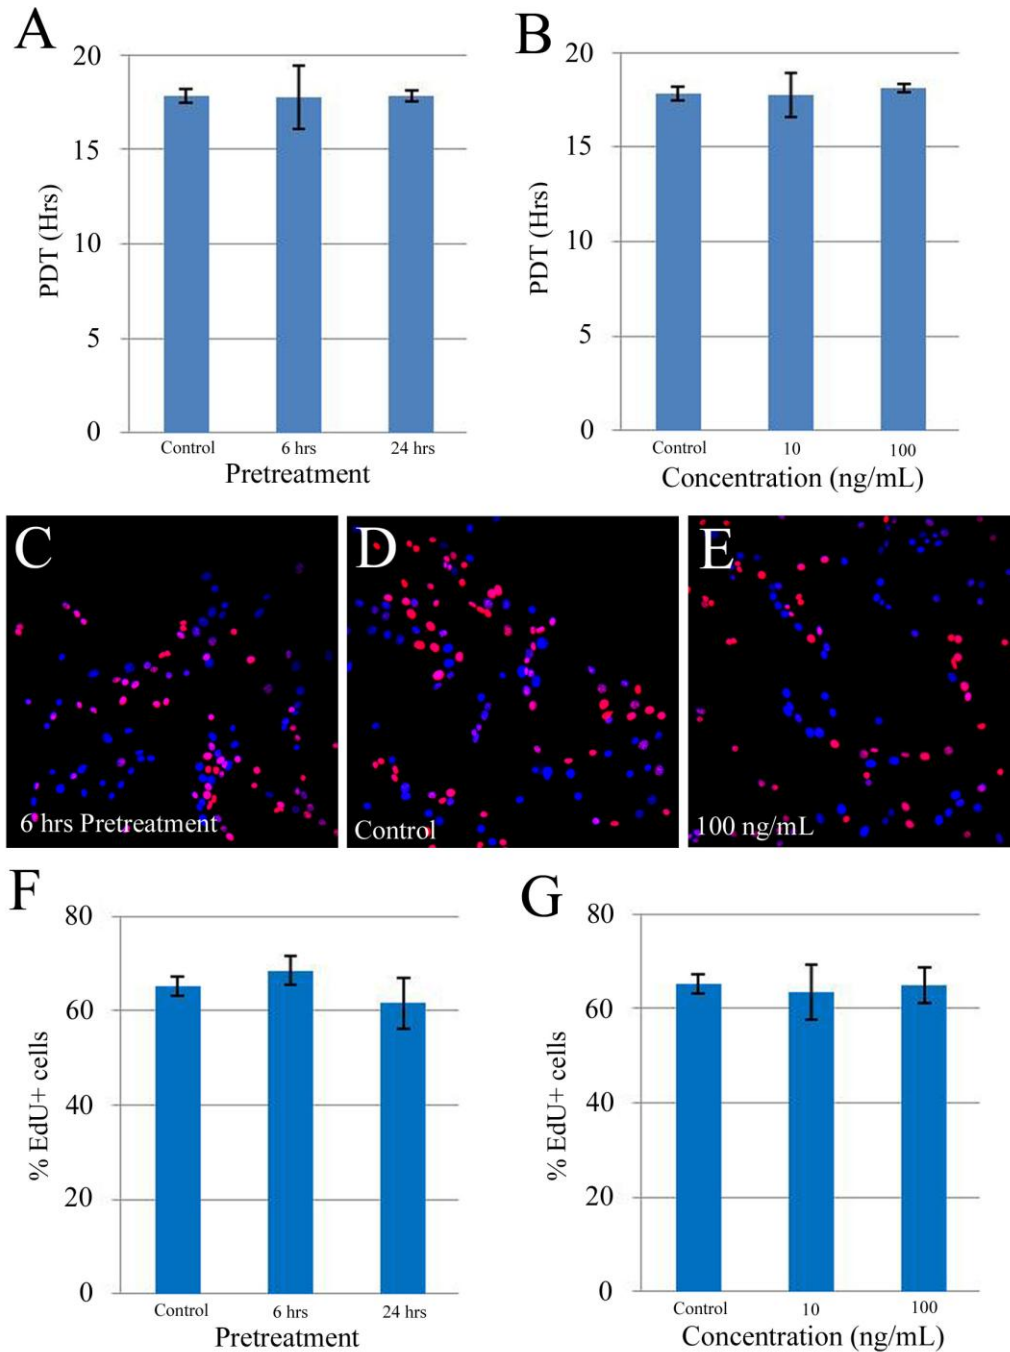 A
20
15
10
5
0
PDT (Hrs)
Control 6 hrs 24 hrs
Pretreatment
B
20
15
10
5
0
PDT (Hrs)
Control 10 100
Concentration (ng/mL)
C
6 hrs Pretreatment
D
Control
E
100 ng/mL
F
80
60
40
20
0
% EdU+ cells
Control 6 hrs 24 hrs
Pretreatment
G
80
60
40
20
0
% EdU+ cells
Control 10 100
Concentration (ng/mL)